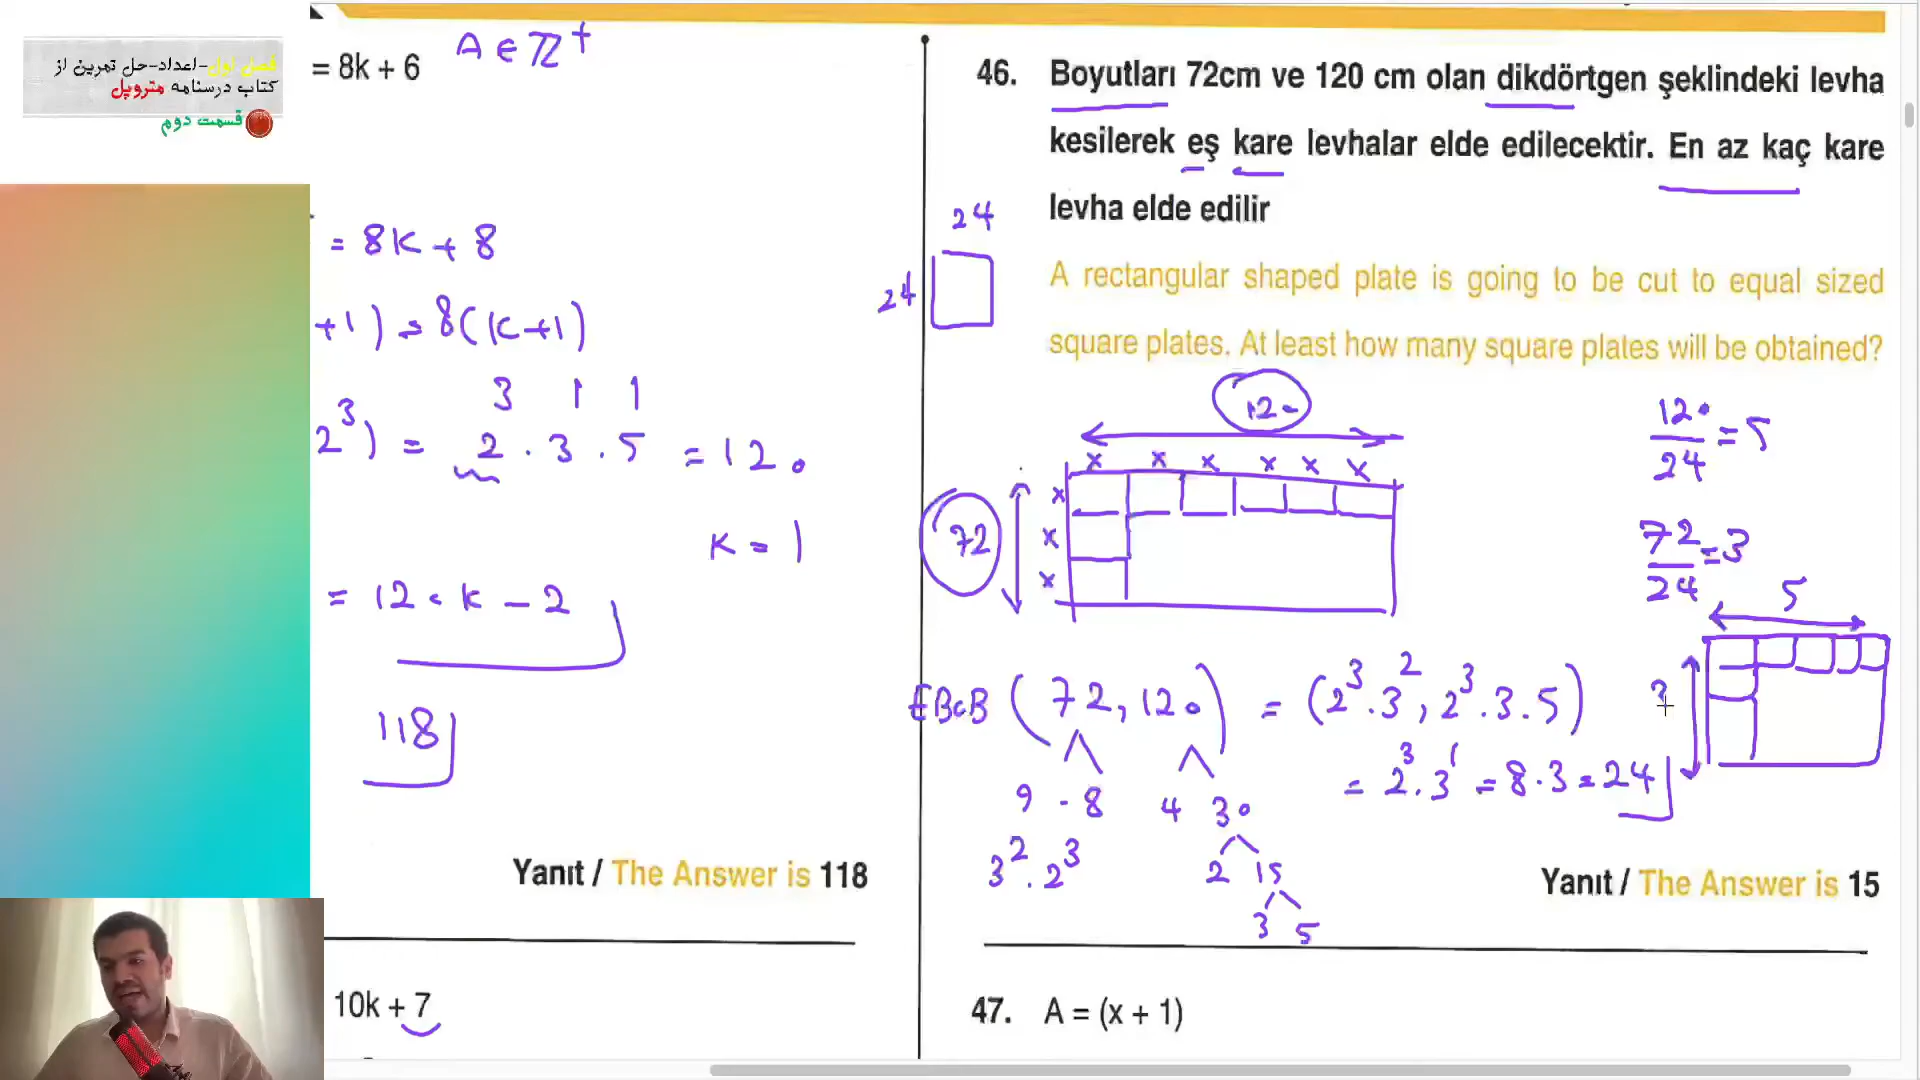 فصل اول-اعداد-حل تمرین از
کتاب درسنامه متروپل
قسمت دوم
= 8k + 6
A ∈ ℤ⁺
= 8k + 8
+1) = 8(k+1)
2³) = 2³ . 3¹ . 5¹ = 120
k = 1
= 120k - 2
118
Yanıt / The Answer is 118
10k + 7
46. Boyutları 72cm ve 120 cm olan dikdörtgen şeklindeki levha
kesilerek eş kare levhalar elde edilecektir. En az kaç kare
levha elde edilir
24
24
A rectangular shaped plate is going to be cut to equal sized
square plates. At least how many square plates will be obtained?
120
x x x x x x
x
72
x
x
120/24 = 5
72/24 = 3
5
3
EBOB (72, 120) = (2³.3², 2³.3.5)
= 2³.3¹ = 8.3 = 24
9 . 8 4 30
3² . 2³ 2 15
3 5
Yanıt / The Answer is 15
47. A = (x + 1)